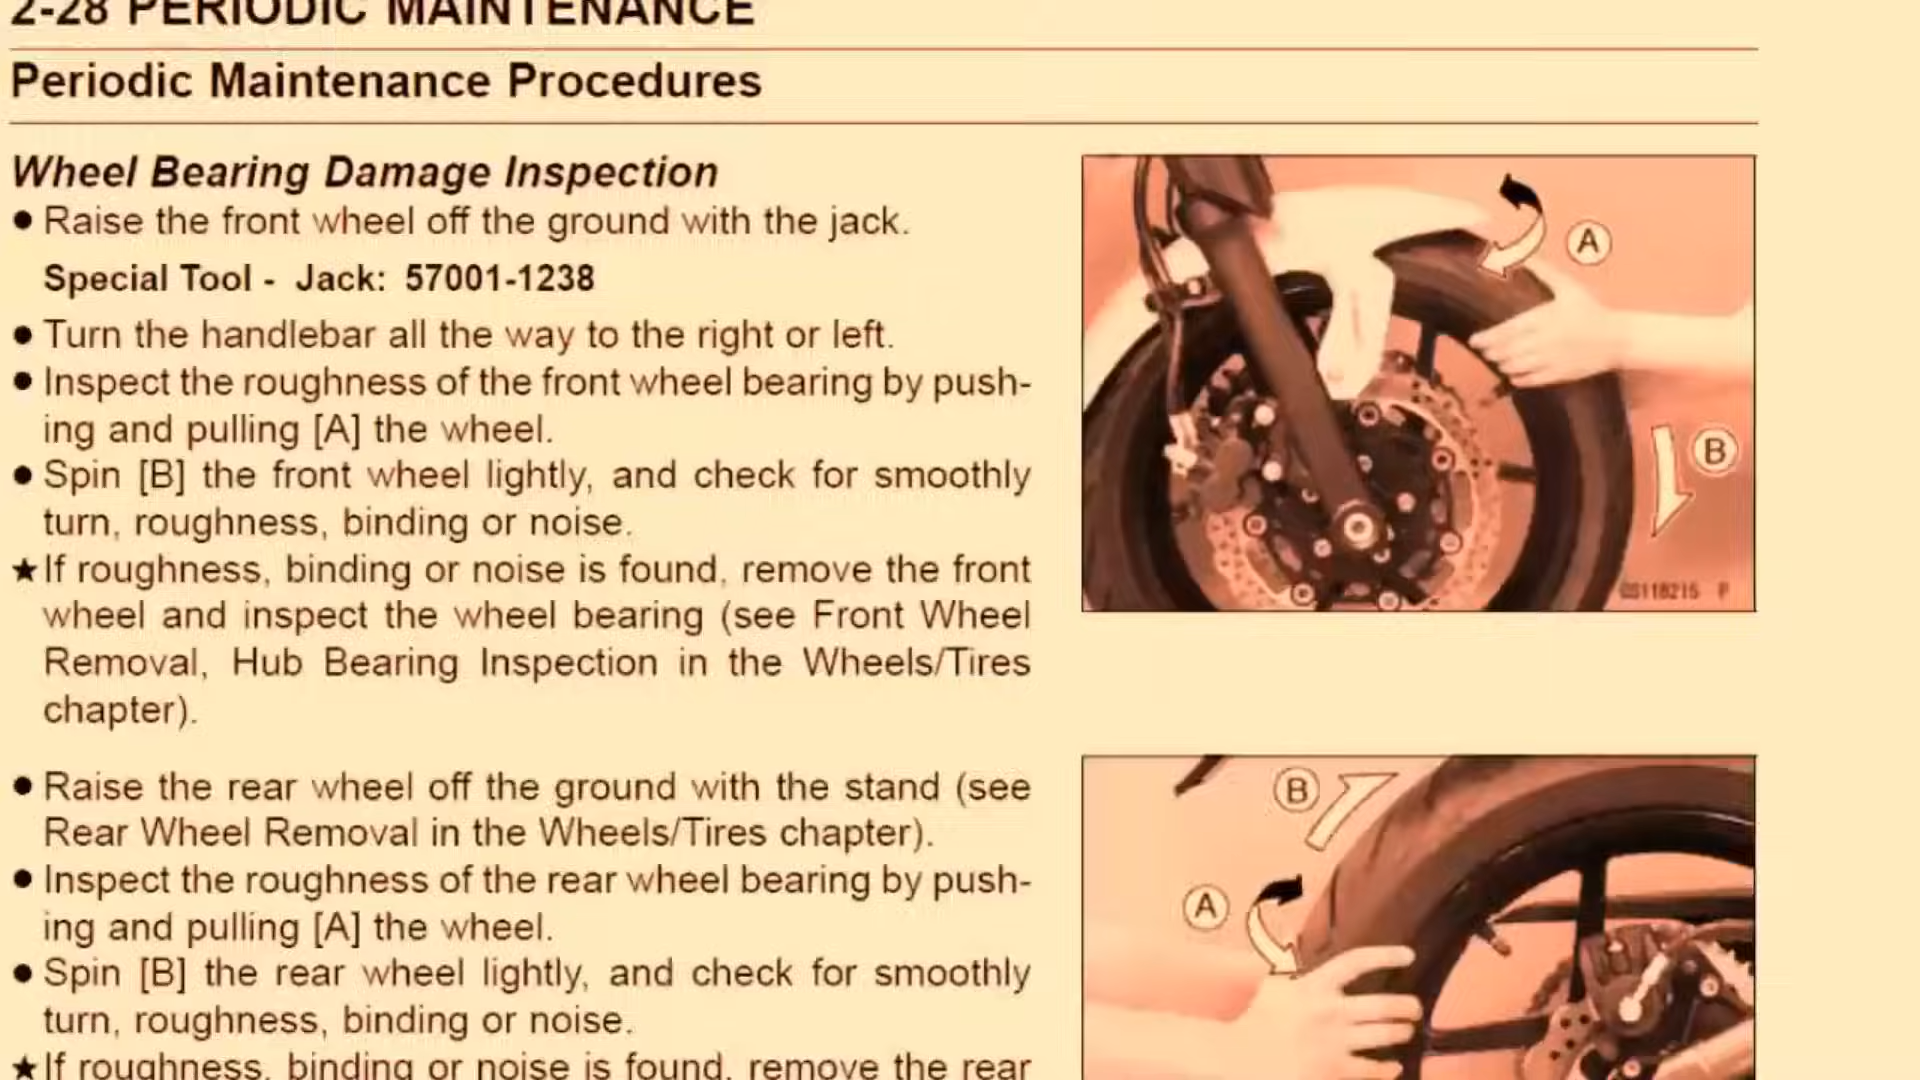 2-28 PERIODIC MAINTENANCE
Periodic Maintenance Procedures
Wheel Bearing Damage Inspection
● Raise the front wheel off the ground with the jack.
Special Tool - Jack: 57001-1238
● Turn the handlebar all the way to the right or left.
● Inspect the roughness of the front wheel bearing by push-
ing and pulling [A] the wheel.
● Spin [B] the front wheel lightly, and check for smoothly
turn, roughness, binding or noise.
★ If roughness, binding or noise is found, remove the front
wheel and inspect the wheel bearing (see Front Wheel
Removal, Hub Bearing Inspection in the Wheels/Tires
chapter).
A
B
GS118215 P
● Raise the rear wheel off the ground with the stand (see
Rear Wheel Removal in the Wheels/Tires chapter).
● Inspect the roughness of the rear wheel bearing by push-
ing and pulling [A] the wheel.
● Spin [B] the rear wheel lightly, and check for smoothly
turn, roughness, binding or noise.
★ If roughness, binding or noise is found, remove the rear
B
A